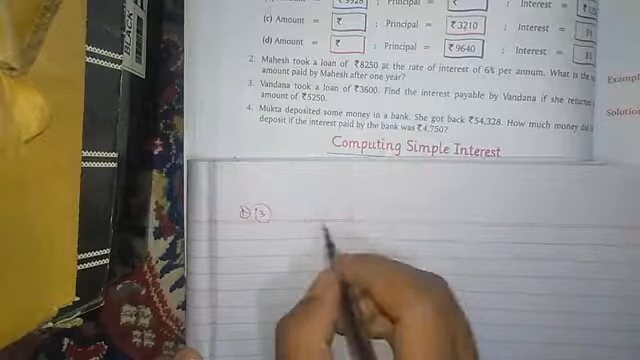 Principal = ₹ ; Interest =
(c) Amount = ₹ ; Principal = ₹ 3210 ; Interest =
(d) Amount = ₹ ; Principal = ₹ 9640 ; Interest =
2. Mahesh took a loan of ₹8250 at the rate of interest of 6% per annum. What is the
amount paid by Mahesh after one year?
3. Vandana took a loan of ₹3600. Find the interest payable by Vandana if she returned
amount of ₹5250.
4. Mukta deposited some money in a bank. She got back ₹54,328. How much money did
deposit if the interest paid by the bank was ₹4,750?
Computing Simple Interest
Exampl
Solutio
BLACK
3